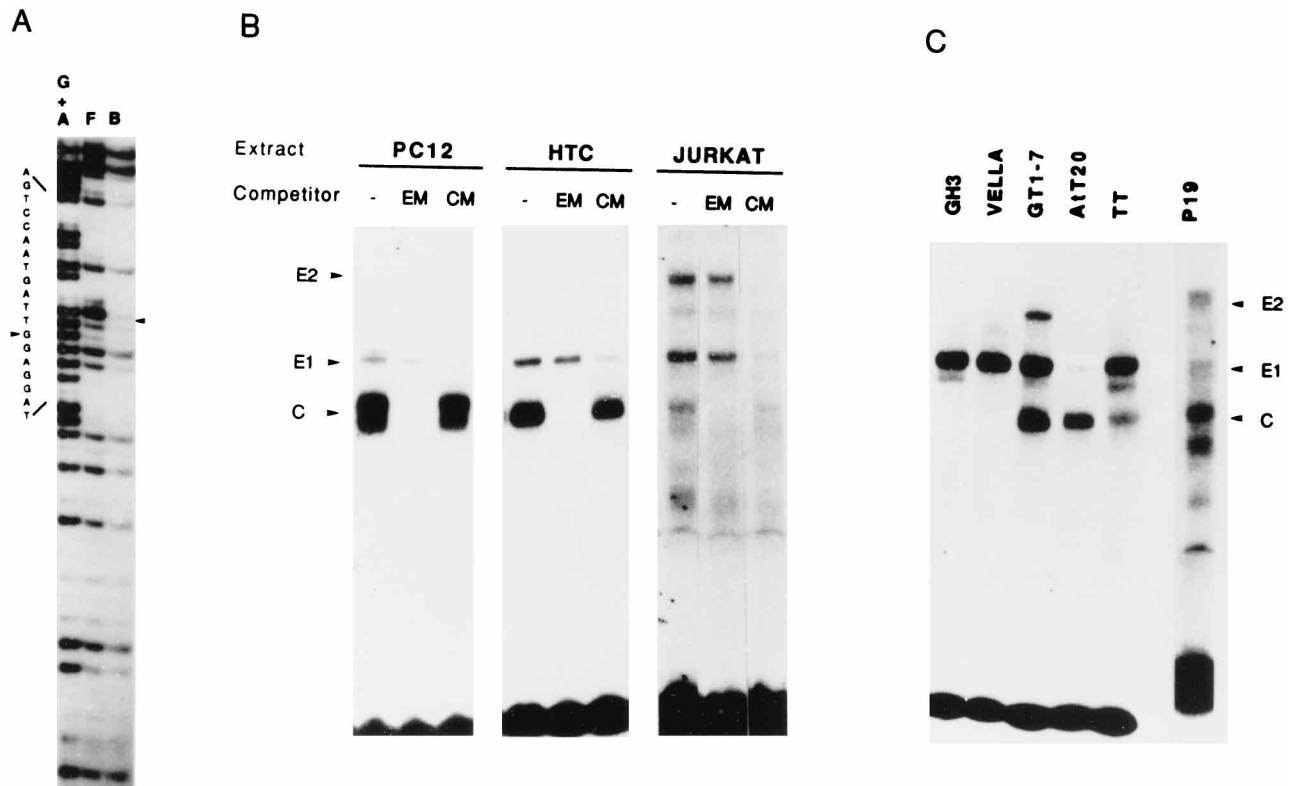 A
B
C
G
+
A F B
AGTCCAATGATTGGAGGAT
Extract PC12 HTC JURKAT
Competitor - EM CM - EM CM - EM CM
E2
E1
C
GH3 VELLA GT1-7 AtT20 TT P19
E2
E1
C